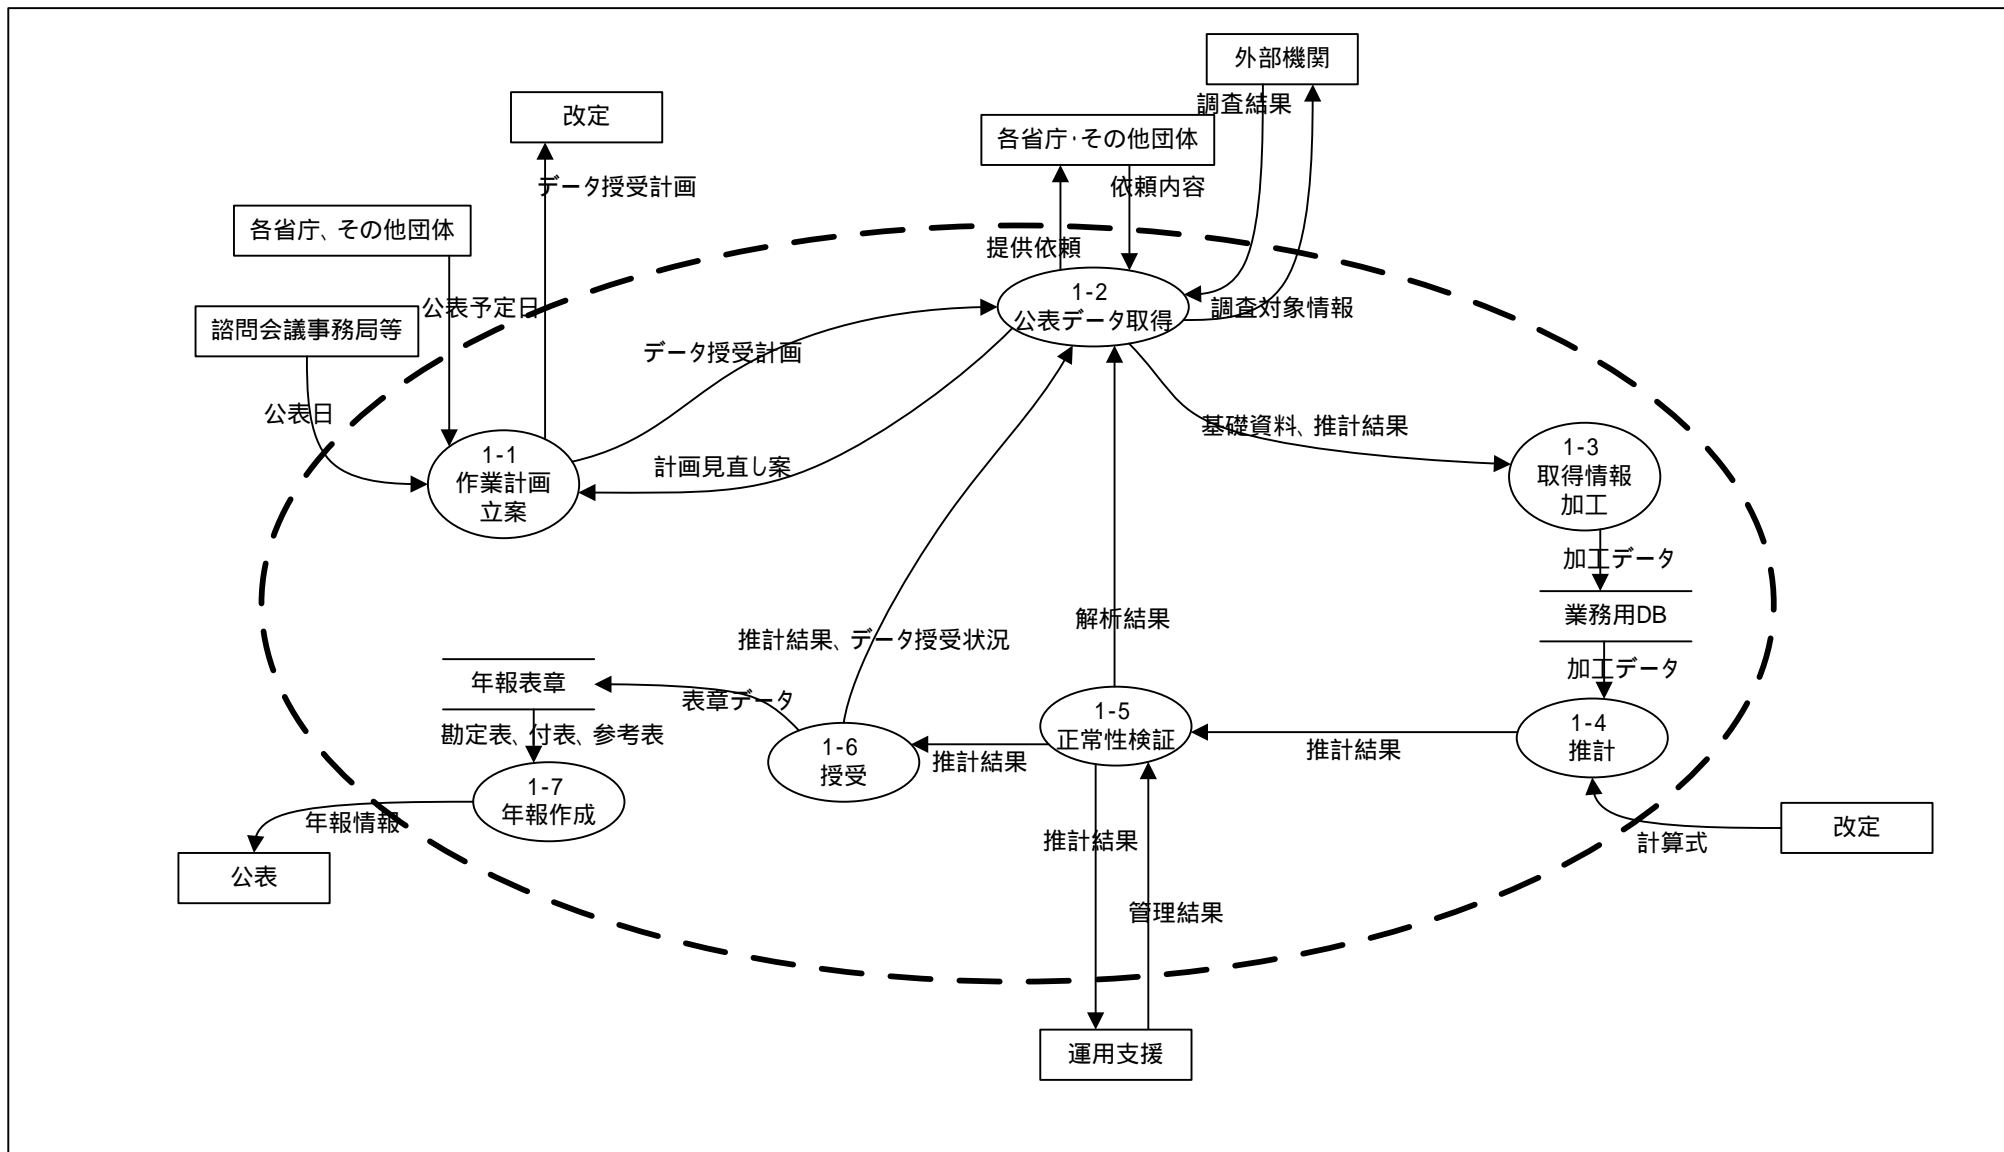 外部機関
調査結果
改定
各省庁・その他団体
データ授受計画
依頼内容
各省庁、その他団体
提供依頼
公表予定日
諮問会議事務局等
1-2
公表データ取得
調査対象情報
データ授受計画
公表日
基礎資料、推計結果
1-1
作業計画
立案
計画見直し案
1-3
取得情報
加工
加工データ
業務用DB
解析結果
推計結果、データ授受状況
加工データ
年報表章
表章データ
勘定表、付表、参考表
1-6
授受
推計結果
1-5
正常性検証
推計結果
1-4
推計
1-7
年報作成
年報情報
推計結果
計算式
改定
公表
管理結果
運用支援